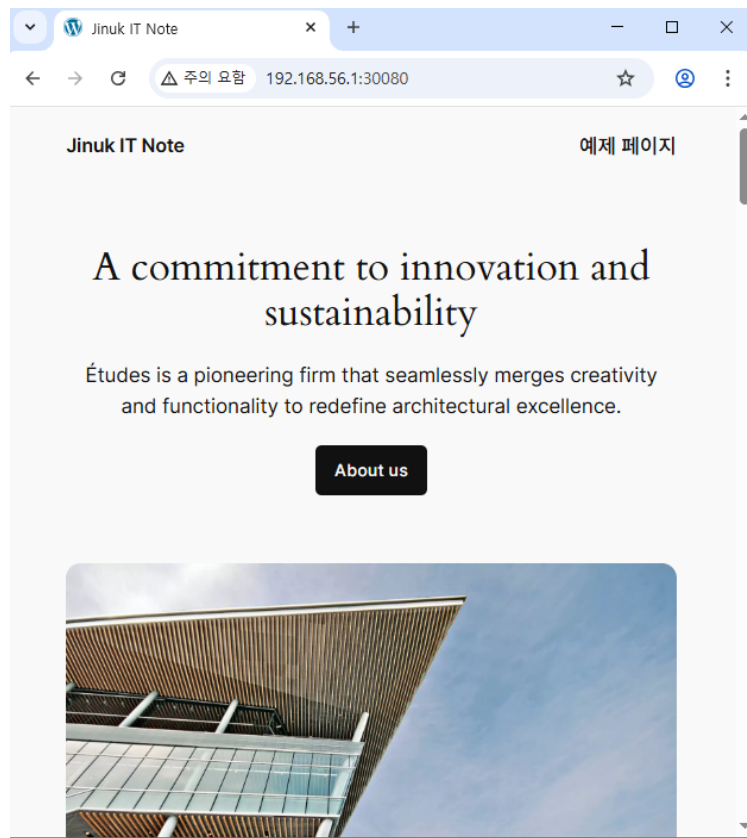 Jinuk IT Note
주의 요함 192.168.56.1:30080
Jinuk IT Note 예제 페이지
A commitment to innovation and
sustainability
Études is a pioneering firm that seamlessly merges creativity
and functionality to redefine architectural excellence.
About us